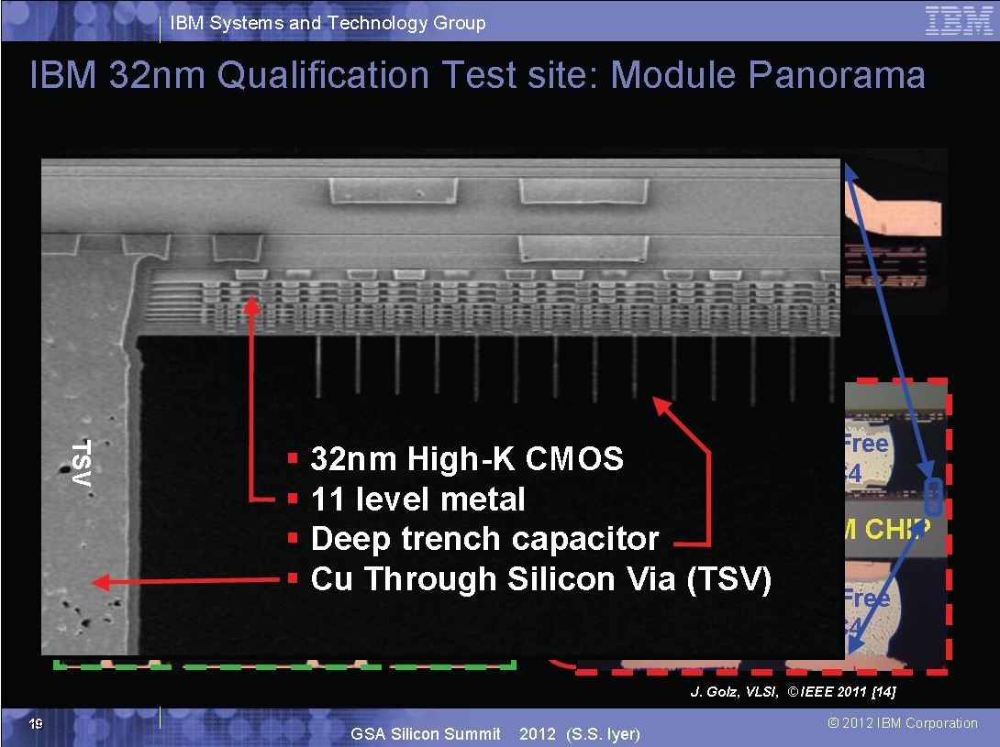 IBM Systems and Technology Group
IBM
IBM 32nm Qualification Test site: Module Panorama
TSV
32nm High-K CMOS
11 level metal
Deep trench capacitor
Cu Through Silicon Via (TSV)
Free
M CHIP
Free
J. Golz, VLSI, © IEEE 2011 [14]
19
GSA Silicon Summit 2012 (S.S. Iyer)
© 2012 IBM Corporation